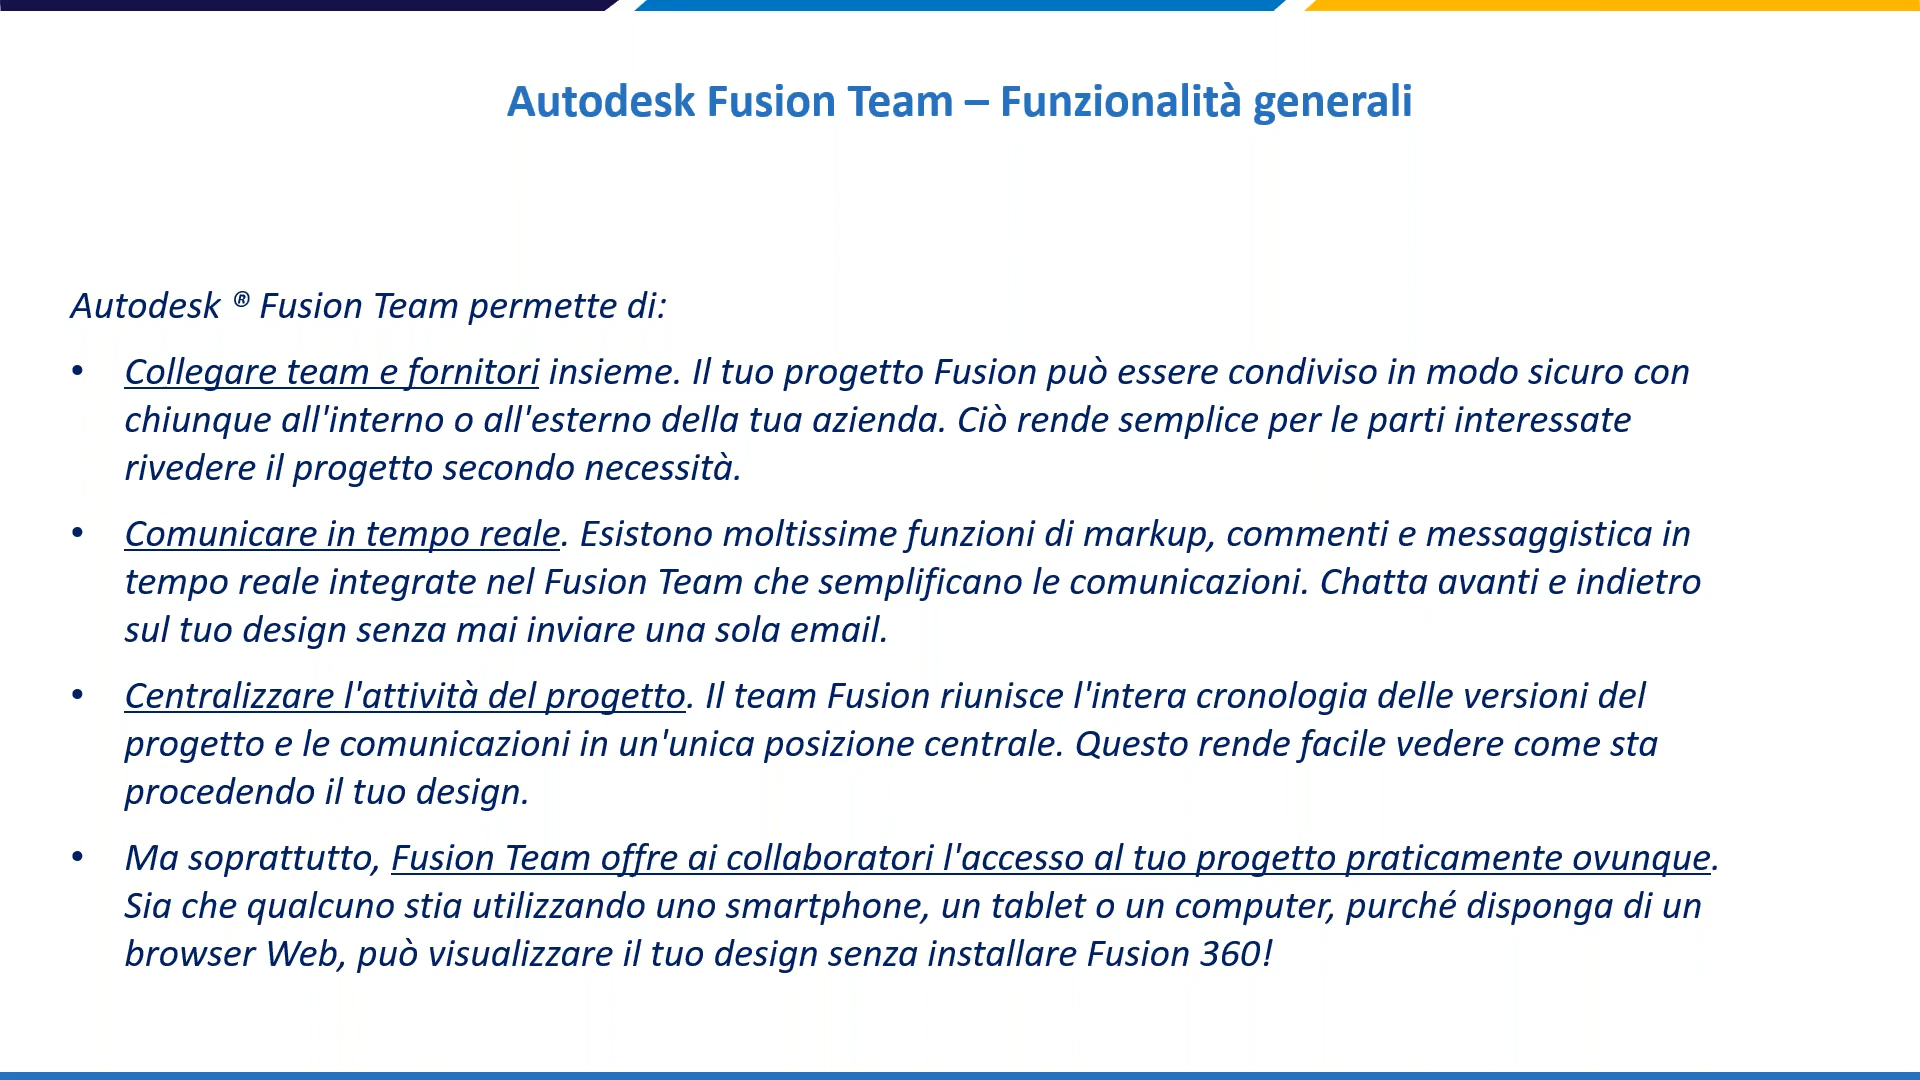 Autodesk Fusion Team – Funzionalità generali
Autodesk ® Fusion Team permette di:
• Collegare team e fornitori insieme. Il tuo progetto Fusion può essere condiviso in modo sicuro con
chiunque all'interno o all'esterno della tua azienda. Ciò rende semplice per le parti interessate
rivedere il progetto secondo necessità.
• Comunicare in tempo reale. Esistono moltissime funzioni di markup, commenti e messaggistica in
tempo reale integrate nel Fusion Team che semplificano le comunicazioni. Chatta avanti e indietro
sul tuo design senza mai inviare una sola email.
• Centralizzare l'attività del progetto. Il team Fusion riunisce l'intera cronologia delle versioni del
progetto e le comunicazioni in un'unica posizione centrale. Questo rende facile vedere come sta
procedendo il tuo design.
• Ma soprattutto, Fusion Team offre ai collaboratori l'accesso al tuo progetto praticamente ovunque.
Sia che qualcuno stia utilizzando uno smartphone, un tablet o un computer, purché disponga di un
browser Web, può visualizzare il tuo design senza installare Fusion 360!